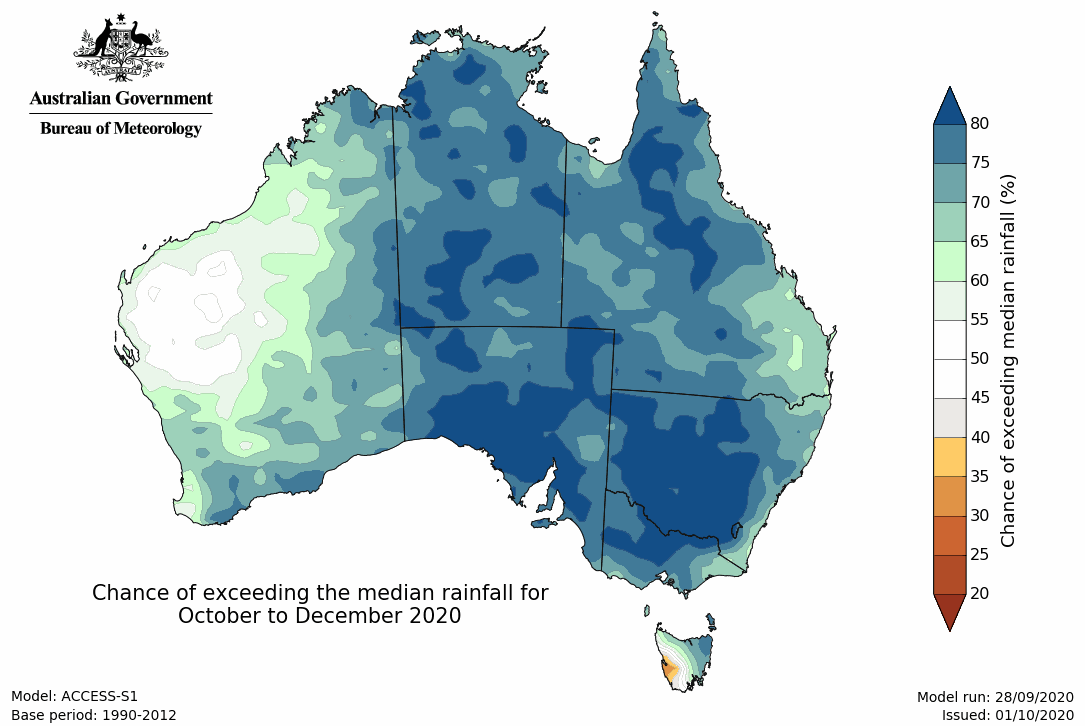 Australian Government
Bureau of Meteorology
80
75
70
65
60
55
50
45
40
35
30
25
20
Chance of exceeding median rainfall (%)
Chance of exceeding the median rainfall for
October to December 2020
Model: ACCESS-S1
Base period: 1990-2012
Model run: 28/09/2020
Issued: 01/10/2020